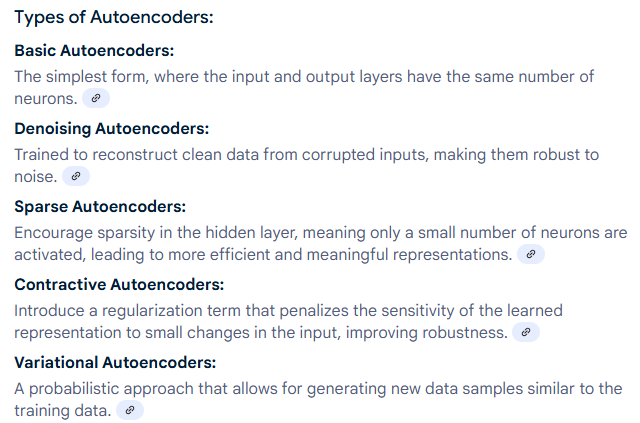 Types of Autoencoders:
Basic Autoencoders:
The simplest form, where the input and output layers have the same number of
neurons.
Denoising Autoencoders:
Trained to reconstruct clean data from corrupted inputs, making them robust to
noise.
Sparse Autoencoders:
Encourage sparsity in the hidden layer, meaning only a small number of neurons are
activated, leading to more efficient and meaningful representations.
Contractive Autoencoders:
Introduce a regularization term that penalizes the sensitivity of the learned
representation to small changes in the input, improving robustness.
Variational Autoencoders:
A probabilistic approach that allows for generating new data samples similar to the
training data.